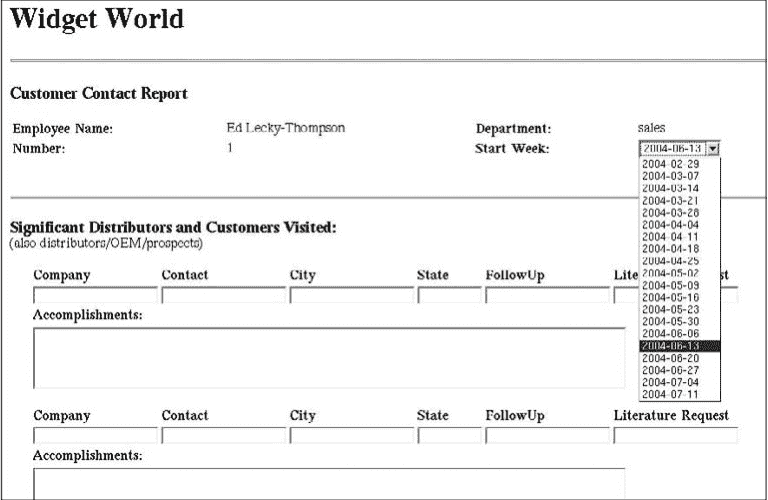 Widget World
Customer Contact Report
Employee Name: Ed Lecky-Thompson Department: sales
Number: 1 Start Week: 2004-06-13
2004-02-29
2004-03-07
2004-03-14
2004-03-21
2004-03-28
2004-04-04
2004-04-11
2004-04-18
2004-04-25
2004-05-02
2004-05-09
2004-05-16
2004-05-23
2004-05-30
2004-06-06
2004-06-13
2004-06-20
2004-06-27
2004-07-04
2004-07-11
Significant Distributors and Customers Visited:
(also distributors/OEM/prospects)
Company Contact City State FollowUp Lite st
Accomplishments:
Company Contact City State FollowUp Literature Request
Accomplishments: